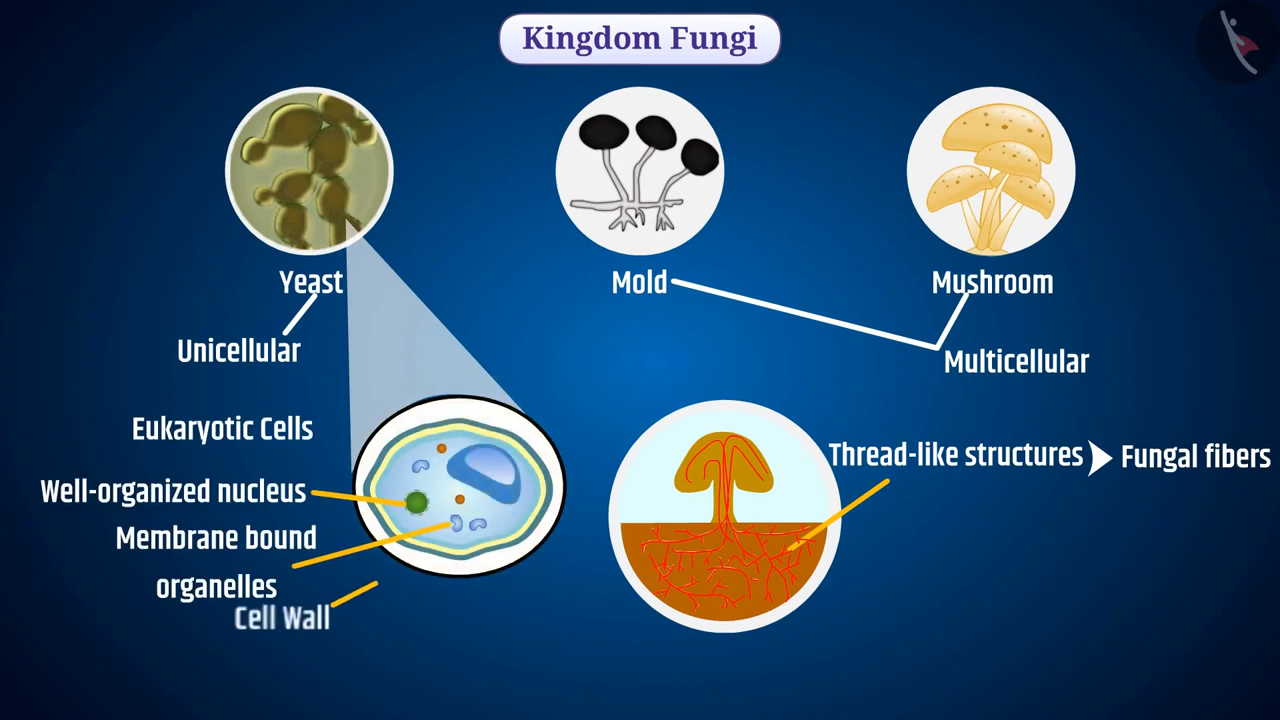 Kingdom Fungi
Yeast
Mold
Mushroom
Unicellular
Multicellular
Eukaryotic Cells
Well-organized nucleus
Membrane bound
organelles
Cell Wall
Thread-like structures
Fungal fibers